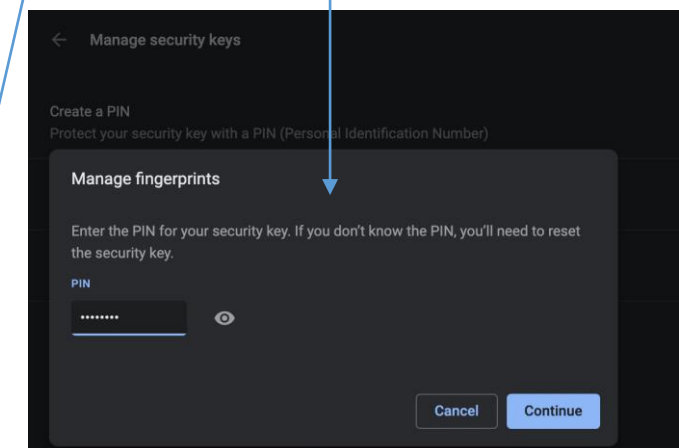 Manage security keys
Create a PIN
Protect your security key with a PIN (Personal Identification Number)
Manage fingerprints
Enter the PIN for your security key. If you don't know the PIN, you'll need to reset
the security key.
PIN
••••••••
Cancel Continue